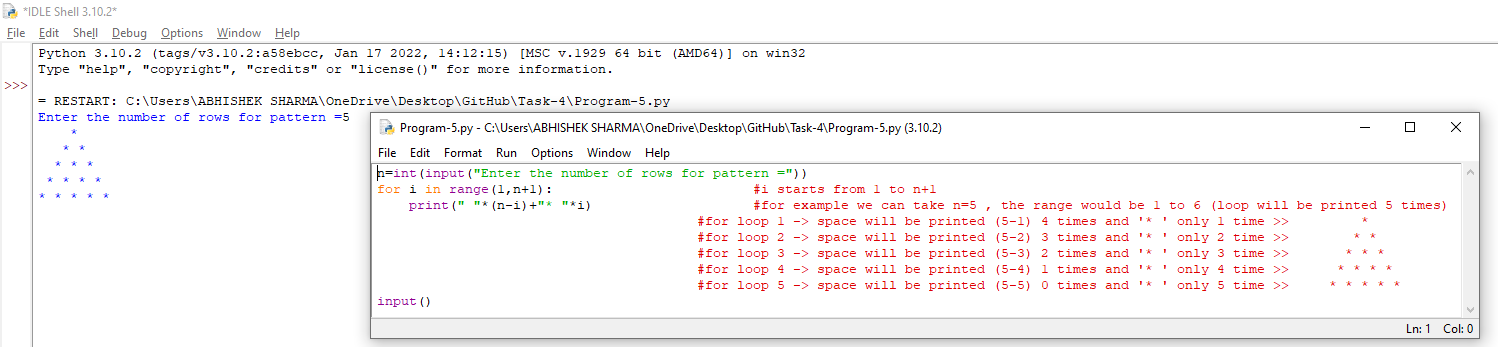 *IDLE Shell 3.10.2*
File Edit Shell Debug Options Window Help
Python 3.10.2 (tags/v3.10.2:a58ebcc, Jan 17 2022, 14:12:15) [MSC v.1929 64 bit (AMD64)] on win32
Type "help", "copyright", "credits" or "license()" for more information.
>>>
= RESTART: C:\Users\ABHISHEK SHARMA\OneDrive\Desktop\GitHub\Task-4\Program-5.py
Enter the number of rows for pattern =5
    *
   * *
  * * *
 * * * *
* * * * *
Program-5.py - C:\Users\ABHISHEK SHARMA\OneDrive\Desktop\GitHub\Task-4\Program-5.py (3.10.2)
File Edit Format Run Options Window Help
n=int(input("Enter the number of rows for pattern ="))
for i in range(1,n+1):                         #i starts from 1 to n+1
    print(" "*(n-i)+"* "*i)                    #for example we can take n=5 , the range would be 1 to 6 (loop will be printed 5 times)
                                        #for loop 1 -> space will be printed (5-1) 4 times and '* ' only 1 time >>         *
                                        #for loop 2 -> space will be printed (5-2) 3 times and '* ' only 2 time >>        * *
                                        #for loop 3 -> space will be printed (5-3) 2 times and '* ' only 3 time >>       * * *
                                        #for loop 4 -> space will be printed (5-4) 1 times and '* ' only 4 time >>      * * * *
                                        #for loop 5 -> space will be printed (5-5) 0 times and '* ' only 5 time >>     * * * * *
input()
Ln: 1 Col: 0